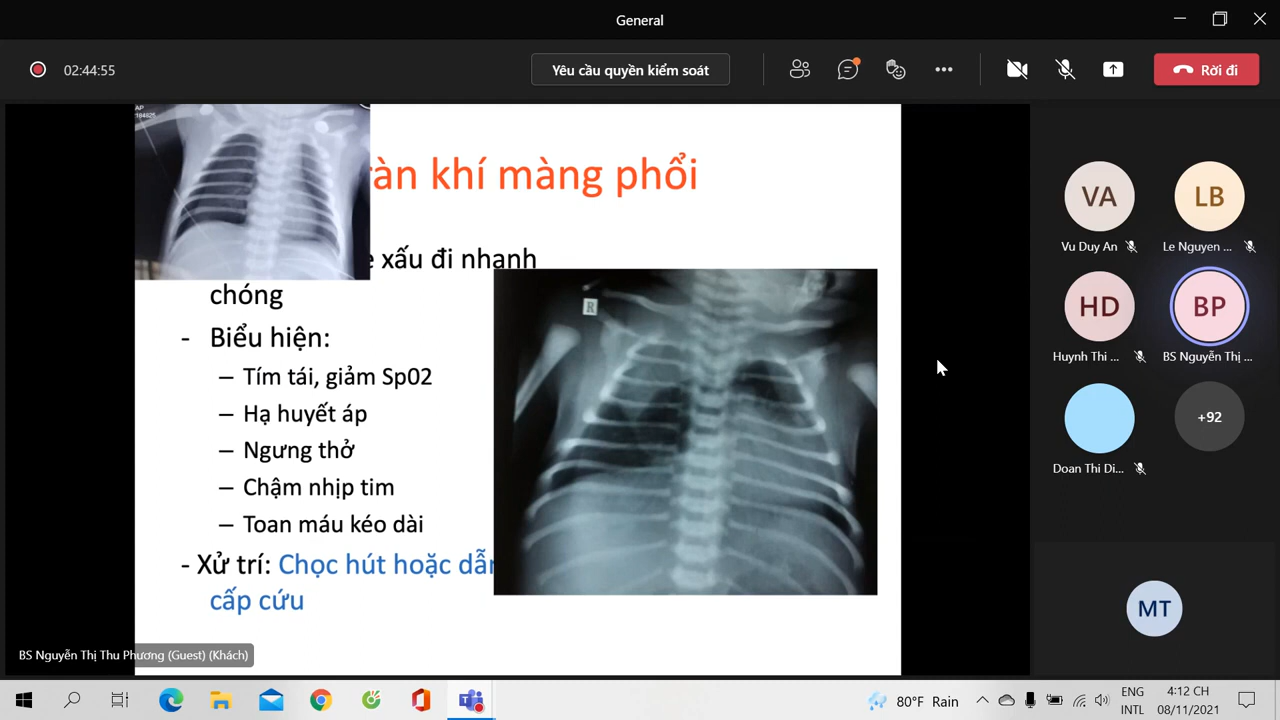 General
02:44:55
Yêu cầu quyền kiểm soát
Rời đi
AP
ràn khí màng phổi
xấu đi nhanh
chóng
- Biểu hiện:
– Tím tái, giảm Sp02
– Hạ huyết áp
– Ngưng thở
– Chậm nhịp tim
– Toan máu kéo dài
- Xử trí: Chọc hút hoặc dẫn
cấp cứu
R
BS Nguyễn Thị Thu Phương (Guest) (Khách)
VA
Vu Duy An
LB
Le Nguyen ...
HD
Huynh Thi ...
BP
BS Nguyễn Thị ...
Doan Thi Di...
+92
MT
80°F Rain
ENG
INTL
4:12 CH
08/11/2021